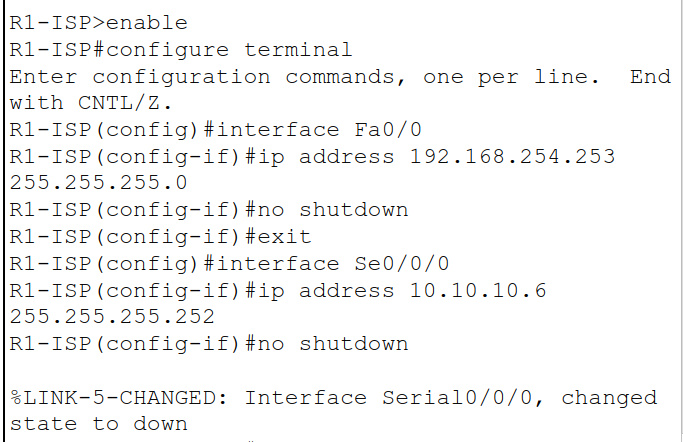 R1-ISP>enable
R1-ISP#configure terminal
Enter configuration commands, one per line.  End
with CNTL/Z.
R1-ISP(config)#interface Fa0/0
R1-ISP(config-if)#ip address 192.168.254.253
255.255.255.0
R1-ISP(config-if)#no shutdown
R1-ISP(config-if)#exit
R1-ISP(config)#interface Se0/0/0
R1-ISP(config-if)#ip address 10.10.10.6
255.255.255.252
R1-ISP(config-if)#no shutdown
%LINK-5-CHANGED: Interface Serial0/0/0, changed
state to down